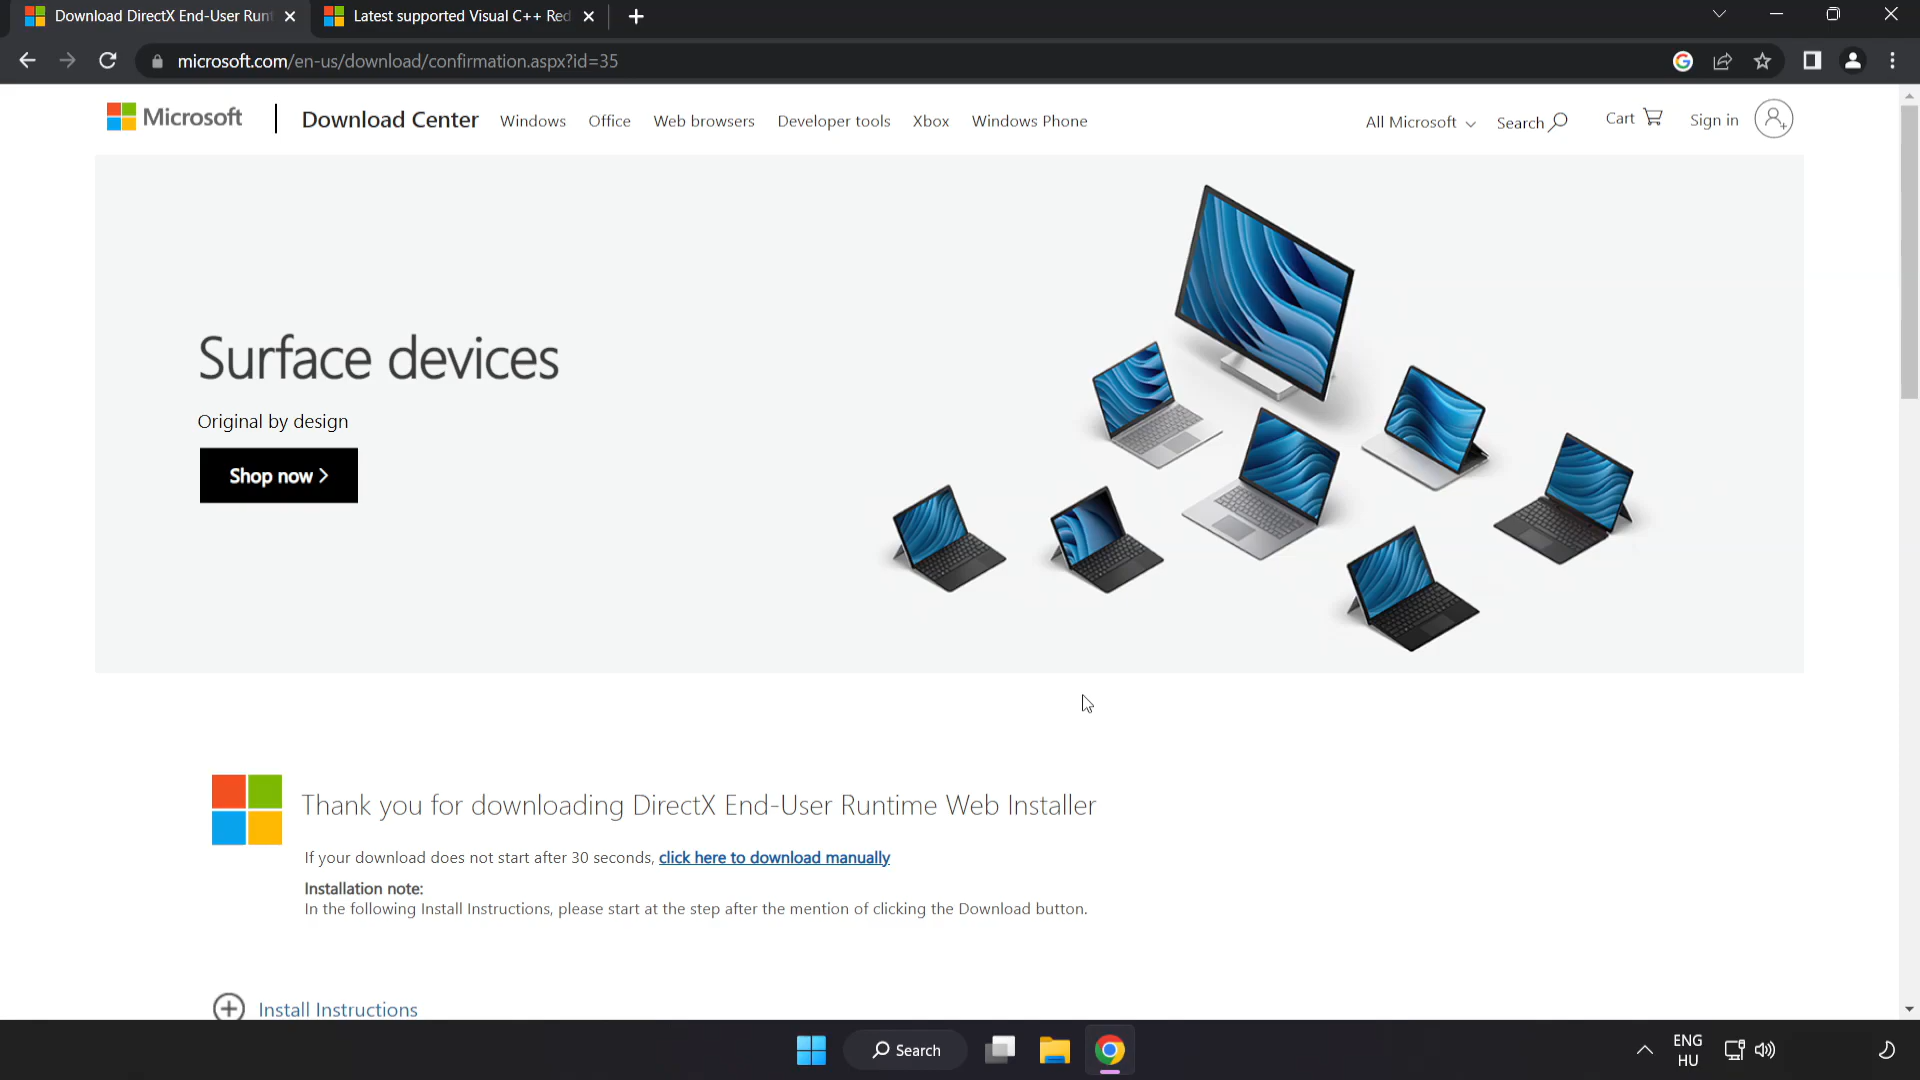 Download DirectX End-User Runt
Latest supported Visual C++ Red
microsoft.com/en-us/download/confirmation.aspx?id=35
Microsoft
Download Center
Windows
Office
Web browsers
Developer tools
Xbox
Windows Phone
All Microsoft
Search
Cart
Sign in
Surface devices
Original by design
Shop now
Thank you for downloading DirectX End-User Runtime Web Installer
If your download does not start after 30 seconds, click here to download manually
Installation note:
In the following Install Instructions, please start at the step after the mention of clicking the Download button.
Install Instructions
Search
ENG
HU